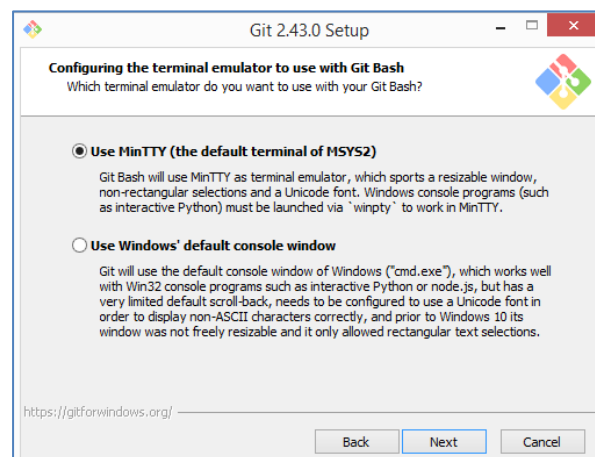 Git 2.43.0 Setup
Configuring the terminal emulator to use with Git Bash
Which terminal emulator do you want to use with your Git Bash?
Use MinTTY (the default terminal of MSYS2)
Git Bash will use MinTTY as terminal emulator, which sports a resizable window,
non-rectangular selections and a Unicode font. Windows console programs (such
as interactive Python) must be launched via `winpty` to work in MinTTY.
Use Windows' default console window
Git will use the default console window of Windows ("cmd.exe"), which works well
with Win32 console programs such as interactive Python or node.js, but has a
very limited default scroll-back, needs to be configured to use a Unicode font in
order to display non-ASCII characters correctly, and prior to Windows 10 its
window was not freely resizable and it only allowed rectangular text selections.
https://gitforwindows.org/
Back Next Cancel